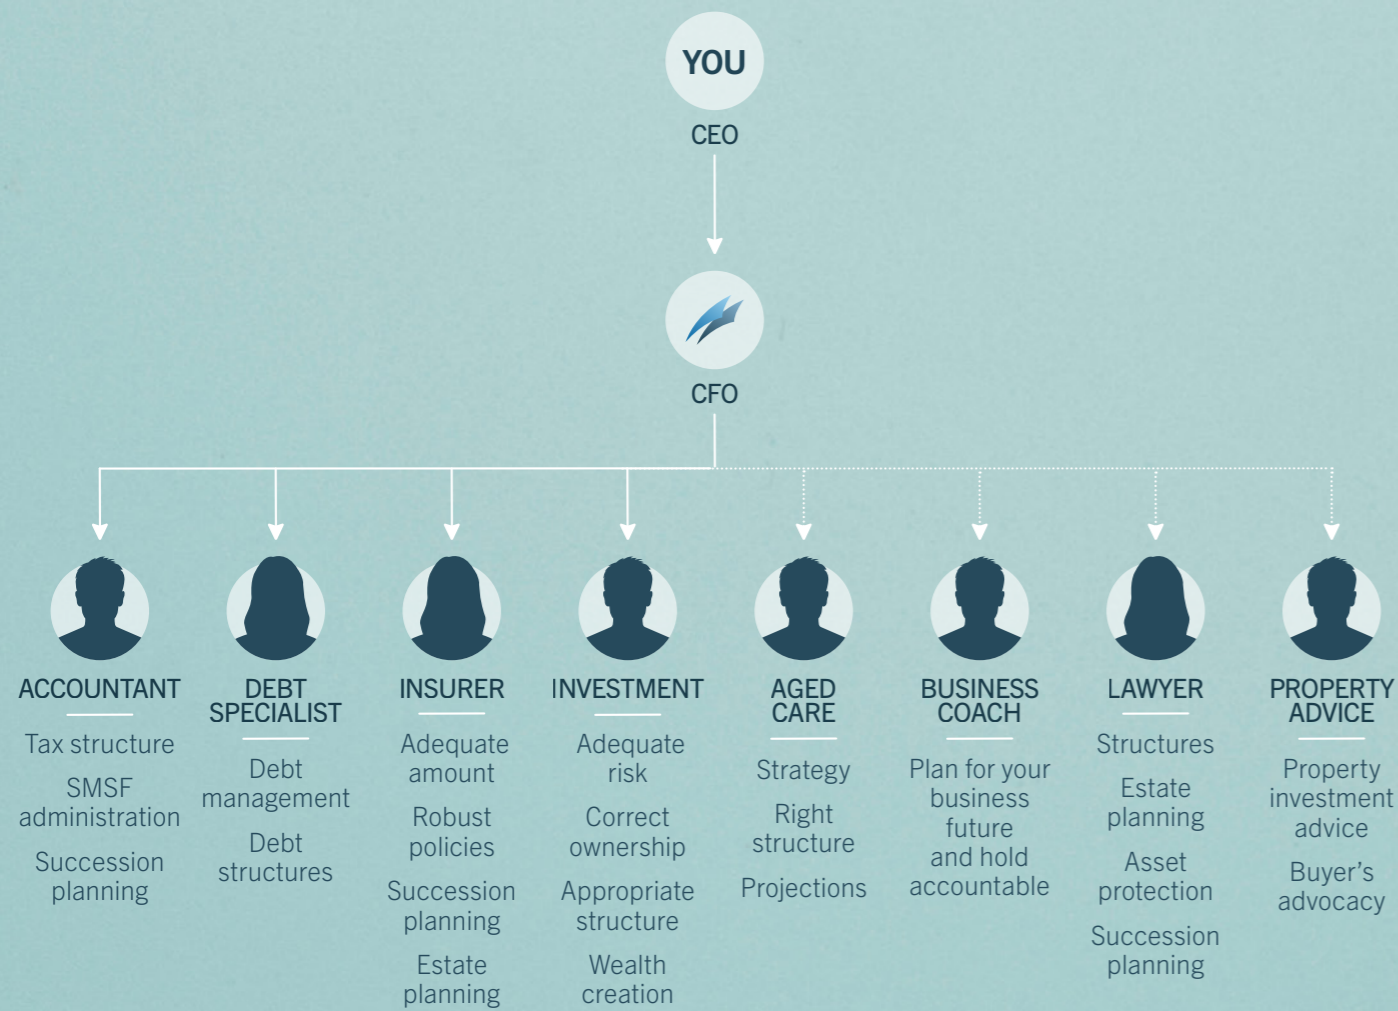 YOU
CEO
CFO
ACCOUNTANT
Tax structure
SMSF
administration
Succession
planning
DEBT
SPECIALIST
Debt
management
Debt
structures
INSURER
Adequate
amount
Robust
policies
Succession
planning
Estate
planning
INVESTMENT
Adequate
risk
Correct
ownership
Appropriate
structure
Wealth
creation
AGED
CARE
Strategy
Right
structure
Projections
BUSINESS
COACH
Plan for your
business
future
and hold
accountable
LAWYER
Structures
Estate
planning
Asset
protection
Succession
planning
PROPERTY
ADVICE
Property
investment
advice
Buyer’s
advocacy